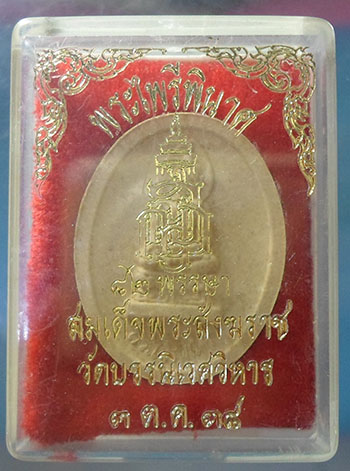 พระไพรีพินาศ
๘๒ พรรษา
สมเด็จพระสังฆราช
วัดบวรนิเวศวิหาร
๓ ต.ค. ๓๘